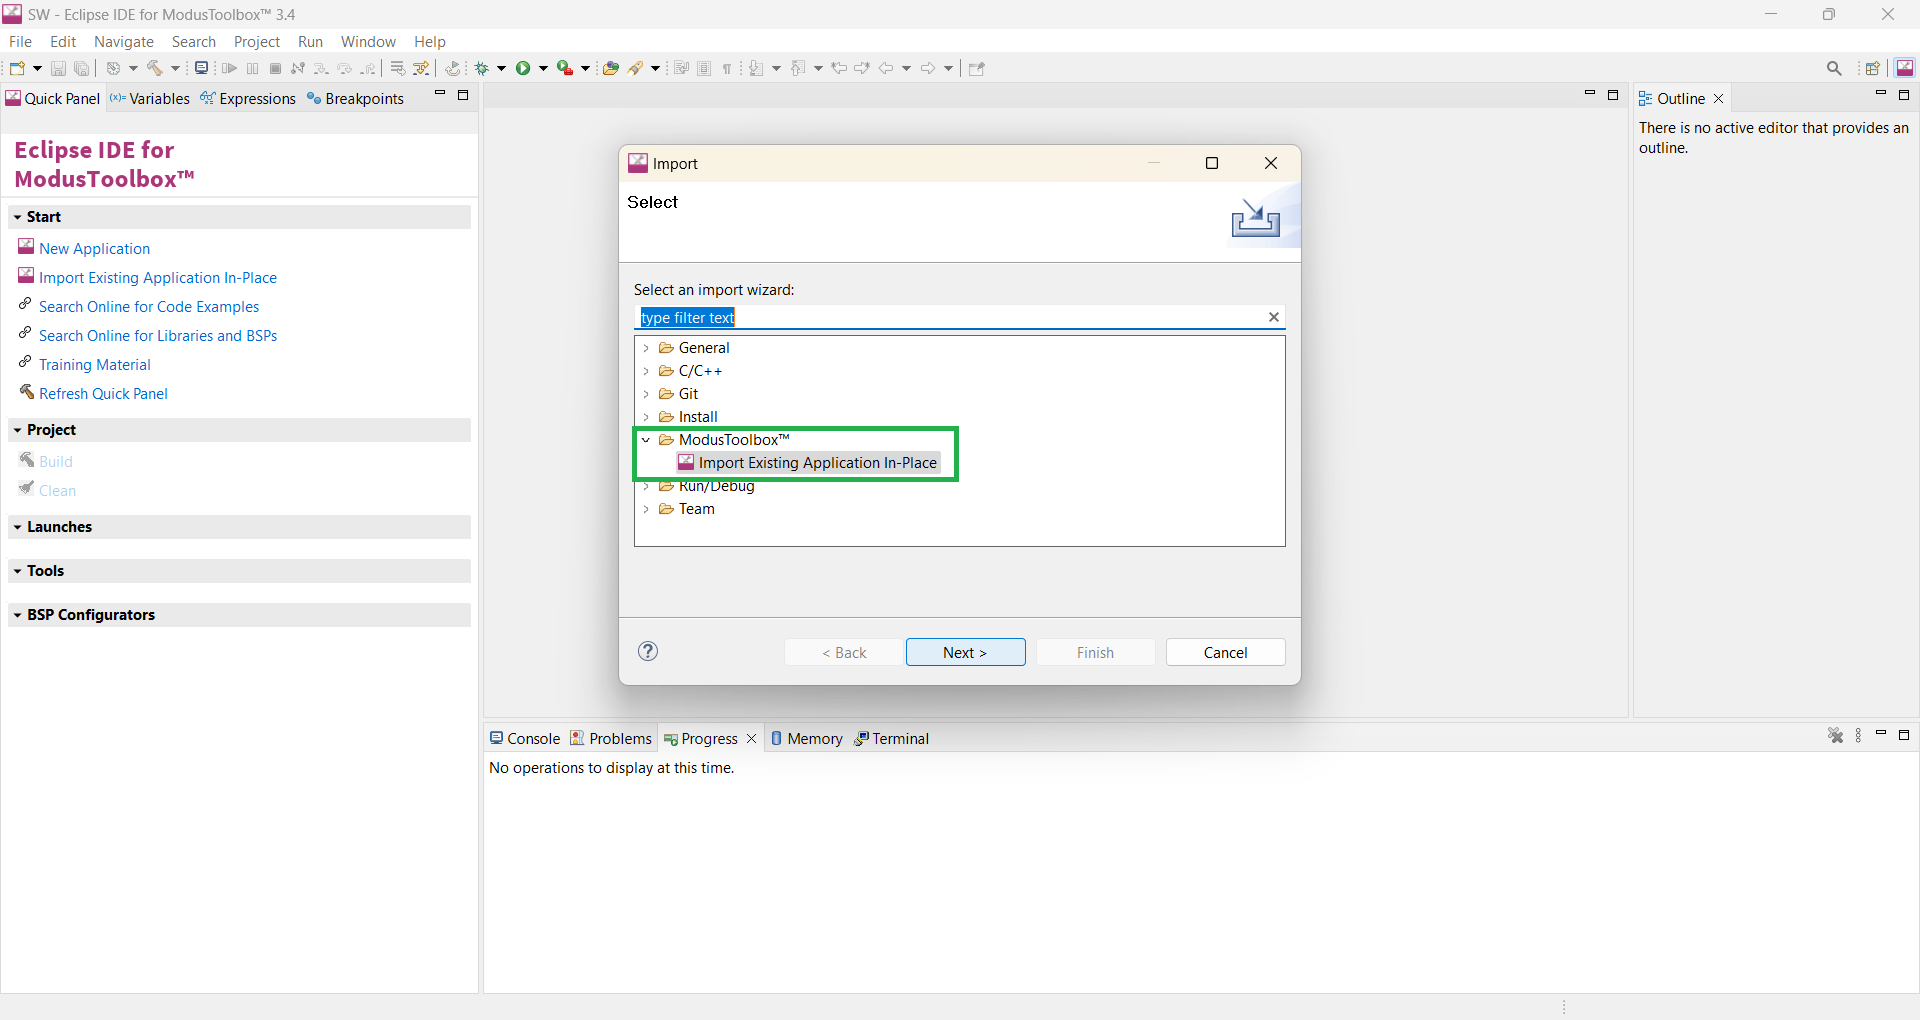 SW - Eclipse IDE for ModusToolbox™ 3.4
File Edit Navigate Search Project Run Window Help
Quick Panel (x)= Variables Expressions Breakpoints
Outline
There is no active editor that provides an
outline.
Eclipse IDE for
ModusToolbox™
Start
New Application
Import Existing Application In-Place
Search Online for Code Examples
Search Online for Libraries and BSPs
Training Material
Refresh Quick Panel
Project
Build
Clean
Launches
Tools
BSP Configurators
Import
Select
Select an import wizard:
type filter text
General
C/C++
Git
Install
ModusToolbox™
Import Existing Application In-Place
Run/Debug
Team
? < Back Next > Finish Cancel
Console Problems Progress Memory Terminal
No operations to display at this time.